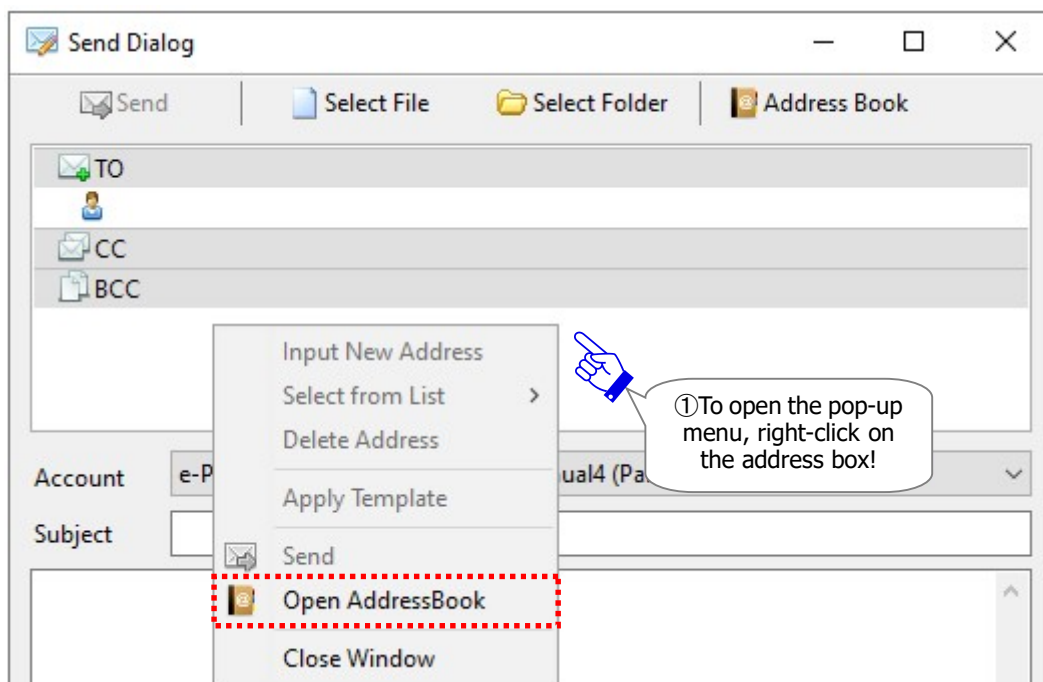 Send Dialog
Send Select File Select Folder Address Book
TO
CC
BCC
Input New Address
Select from List
Delete Address
Apply Template
Send
Open AddressBook
Close Window
①To open the pop-up
menu, right-click on
the address box!
Account e-P ual4 (Pa
Subject